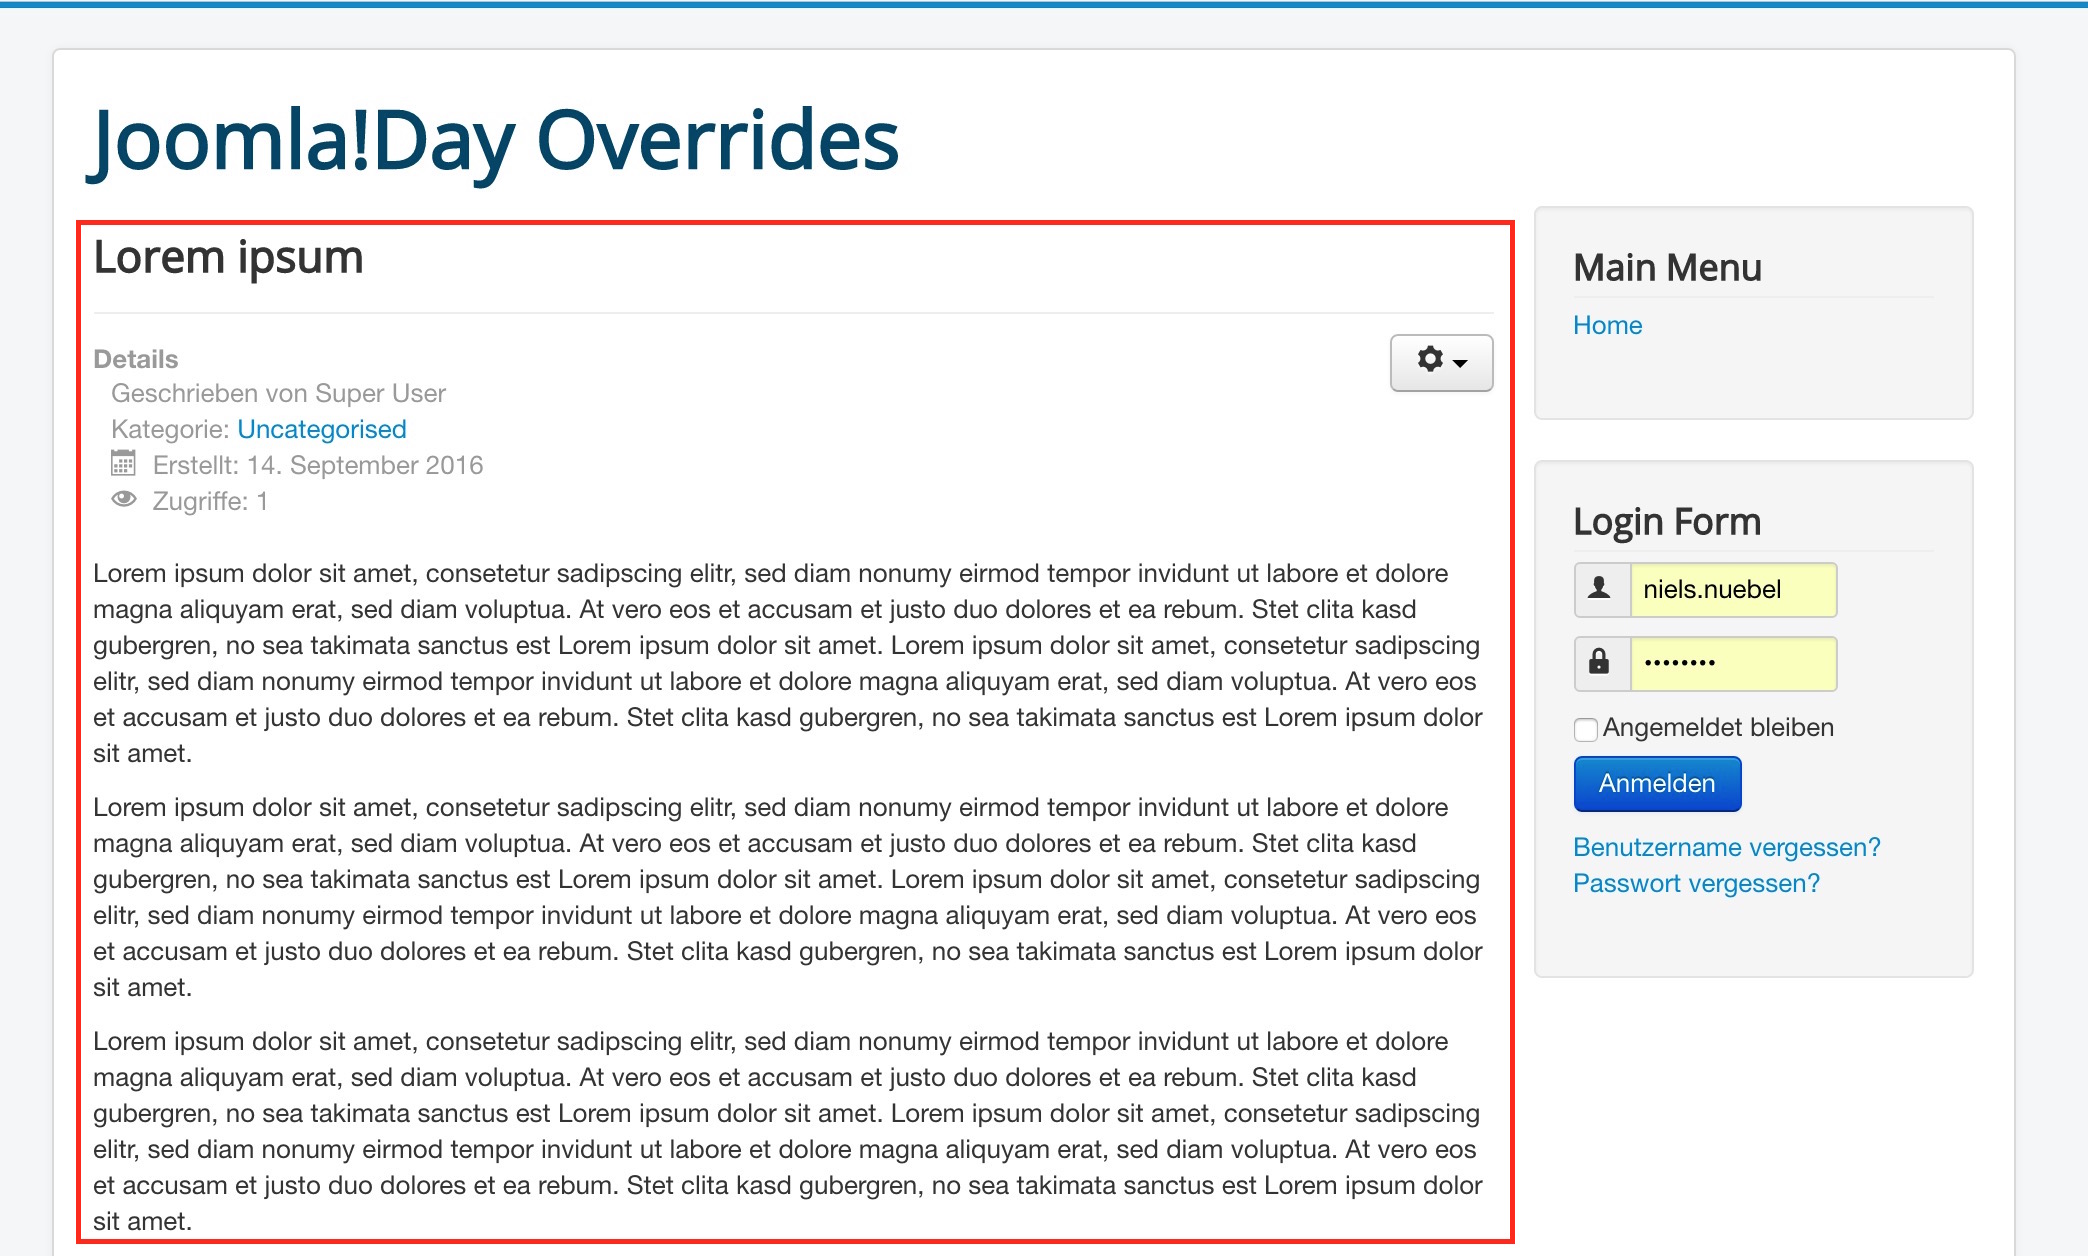 Joomla!Day Overrides
Lorem ipsum
Details
Geschrieben von Super User
Kategorie: Uncategorised
Erstellt: 14. September 2016
Zugriffe: 1
Lorem ipsum dolor sit amet, consetetur sadipscing elitr, sed diam nonumy eirmod tempor invidunt ut labore et dolore
magna aliquyam erat, sed diam voluptua. At vero eos et accusam et justo duo dolores et ea rebum. Stet clita kasd
gubergren, no sea takimata sanctus est Lorem ipsum dolor sit amet. Lorem ipsum dolor sit amet, consetetur sadipscing
elitr, sed diam nonumy eirmod tempor invidunt ut labore et dolore magna aliquyam erat, sed diam voluptua. At vero eos
et accusam et justo duo dolores et ea rebum. Stet clita kasd gubergren, no sea takimata sanctus est Lorem ipsum dolor
sit amet.
Lorem ipsum dolor sit amet, consetetur sadipscing elitr, sed diam nonumy eirmod tempor invidunt ut labore et dolore
magna aliquyam erat, sed diam voluptua. At vero eos et accusam et justo duo dolores et ea rebum. Stet clita kasd
gubergren, no sea takimata sanctus est Lorem ipsum dolor sit amet. Lorem ipsum dolor sit amet, consetetur sadipscing
elitr, sed diam nonumy eirmod tempor invidunt ut labore et dolore magna aliquyam erat, sed diam voluptua. At vero eos
et accusam et justo duo dolores et ea rebum. Stet clita kasd gubergren, no sea takimata sanctus est Lorem ipsum dolor
sit amet.
Lorem ipsum dolor sit amet, consetetur sadipscing elitr, sed diam nonumy eirmod tempor invidunt ut labore et dolore
magna aliquyam erat, sed diam voluptua. At vero eos et accusam et justo duo dolores et ea rebum. Stet clita kasd
gubergren, no sea takimata sanctus est Lorem ipsum dolor sit amet. Lorem ipsum dolor sit amet, consetetur sadipscing
elitr, sed diam nonumy eirmod tempor invidunt ut labore et dolore magna aliquyam erat, sed diam voluptua. At vero eos
et accusam et justo duo dolores et ea rebum. Stet clita kasd gubergren, no sea takimata sanctus est Lorem ipsum dolor
sit amet.
Main Menu
Home
Login Form
niels.nuebel
••••••••
Angemeldet bleiben
Anmelden
Benutzername vergessen?
Passwort vergessen?